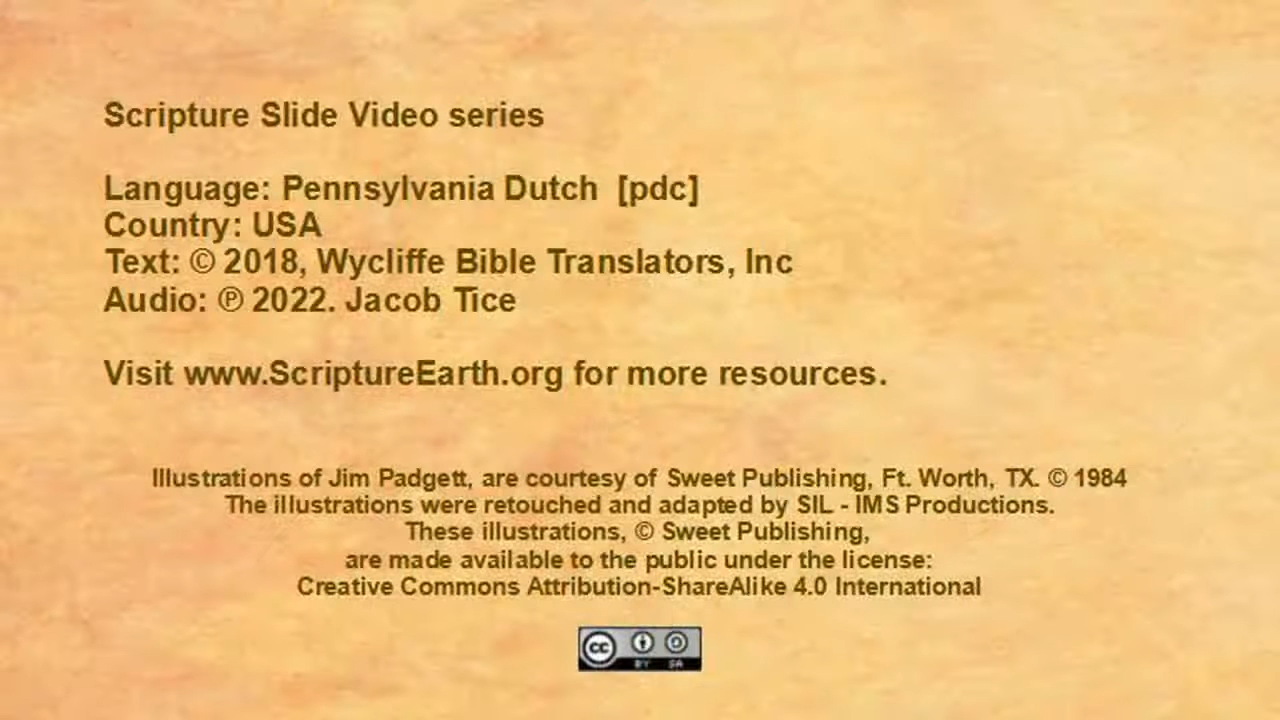 Scripture Slide Video series
Language: Pennsylvania Dutch [pdc]
Country: USA
Text: © 2018, Wycliffe Bible Translators, Inc
Audio: ℗ 2022. Jacob Tice
Visit www.ScriptureEarth.org for more resources.
Illustrations of Jim Padgett, are courtesy of Sweet Publishing, Ft. Worth, TX. © 1984
The illustrations were retouched and adapted by SIL - IMS Productions.
These illustrations, © Sweet Publishing,
are made available to the public under the license:
Creative Commons Attribution-ShareAlike 4.0 International
cc
BY SA